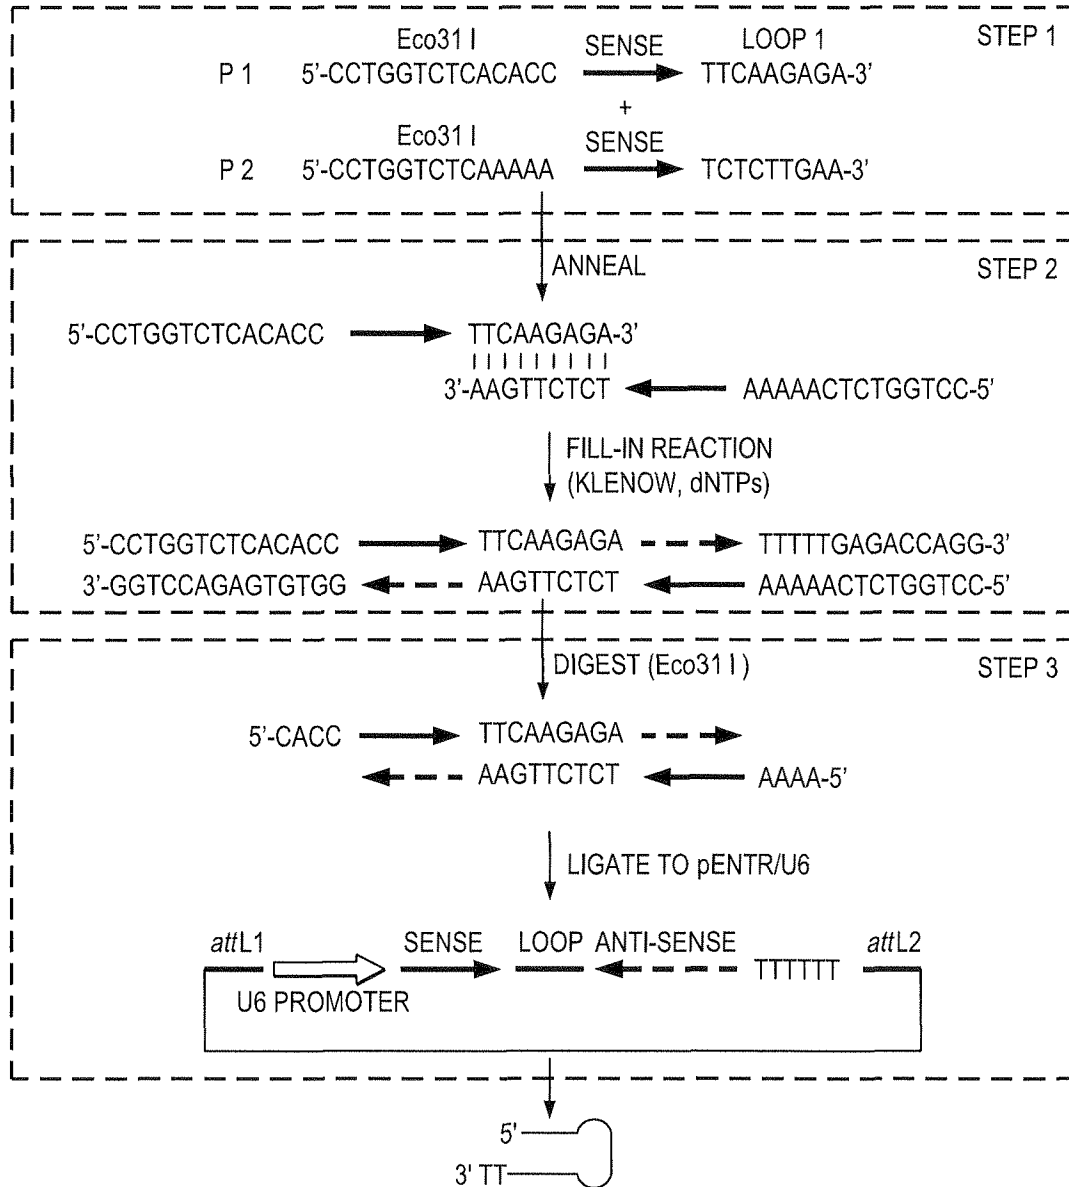 STEP 1
Eco31 I SENSE LOOP 1
P 1 5'-CCTGGTCTCACACC TTCAAGAGA-3'
+
Eco31 I SENSE
P 2 5'-CCTGGTCTCAAAAA TCTCTTGAA-3'
ANNEAL
STEP 2
5'-CCTGGTCTCACACC TTCAAGAGA-3'
3'-AAGTTCTCT AAAAACTCTGGTCC-5'
FILL-IN REACTION
(KLENOW, dNTPs)
5'-CCTGGTCTCACACC TTCAAGAGA TTTTTGAGACCAGG-3'
3'-GGTCCAGAGTGTGG AAGTTCTCT AAAAACTCTGGTCC-5'
DIGEST (Eco31 I)
STEP 3
5'-CACC TTCAAGAGA
AAGTTCTCT AAAA-5'
LIGATE TO pENTR/U6
attL1 SENSE LOOP ANTI-SENSE attL2
TTTTTT
U6 PROMOTER
5'
3' TT